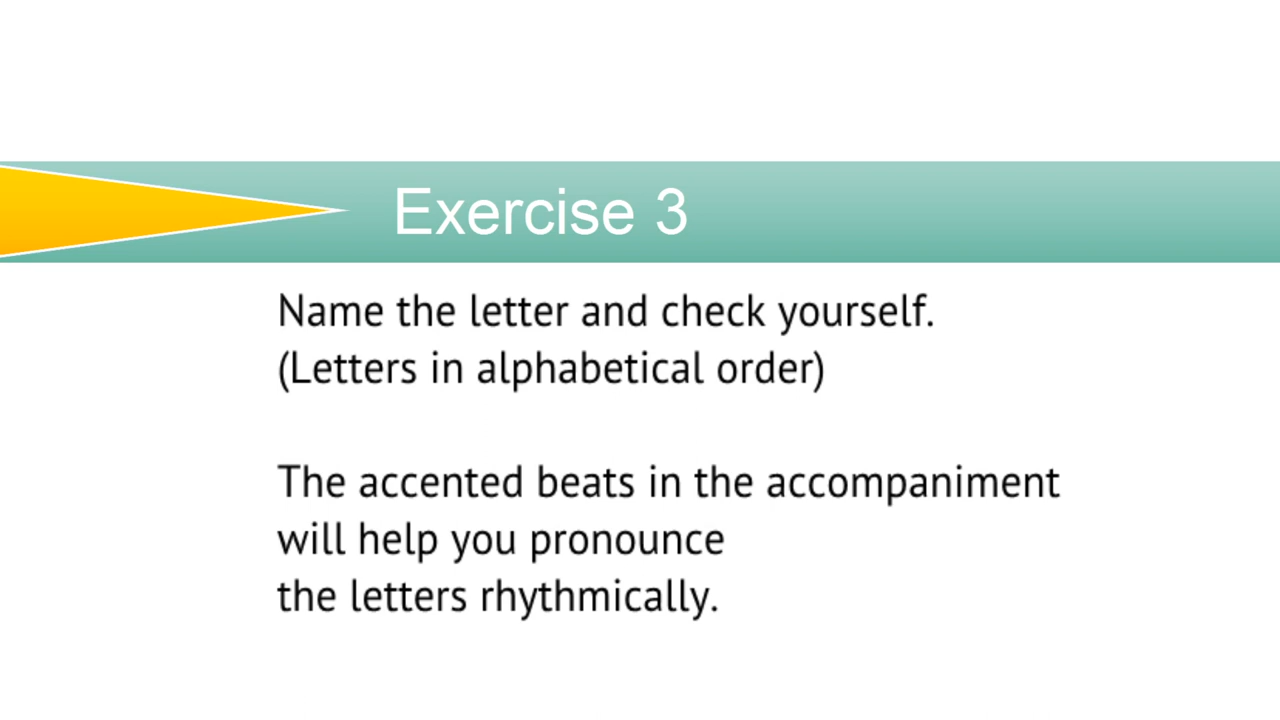 Exercise 3
Name the letter and check yourself.
(Letters in alphabetical order)
The accented beats in the accompaniment
will help you pronounce
the letters rhythmically.